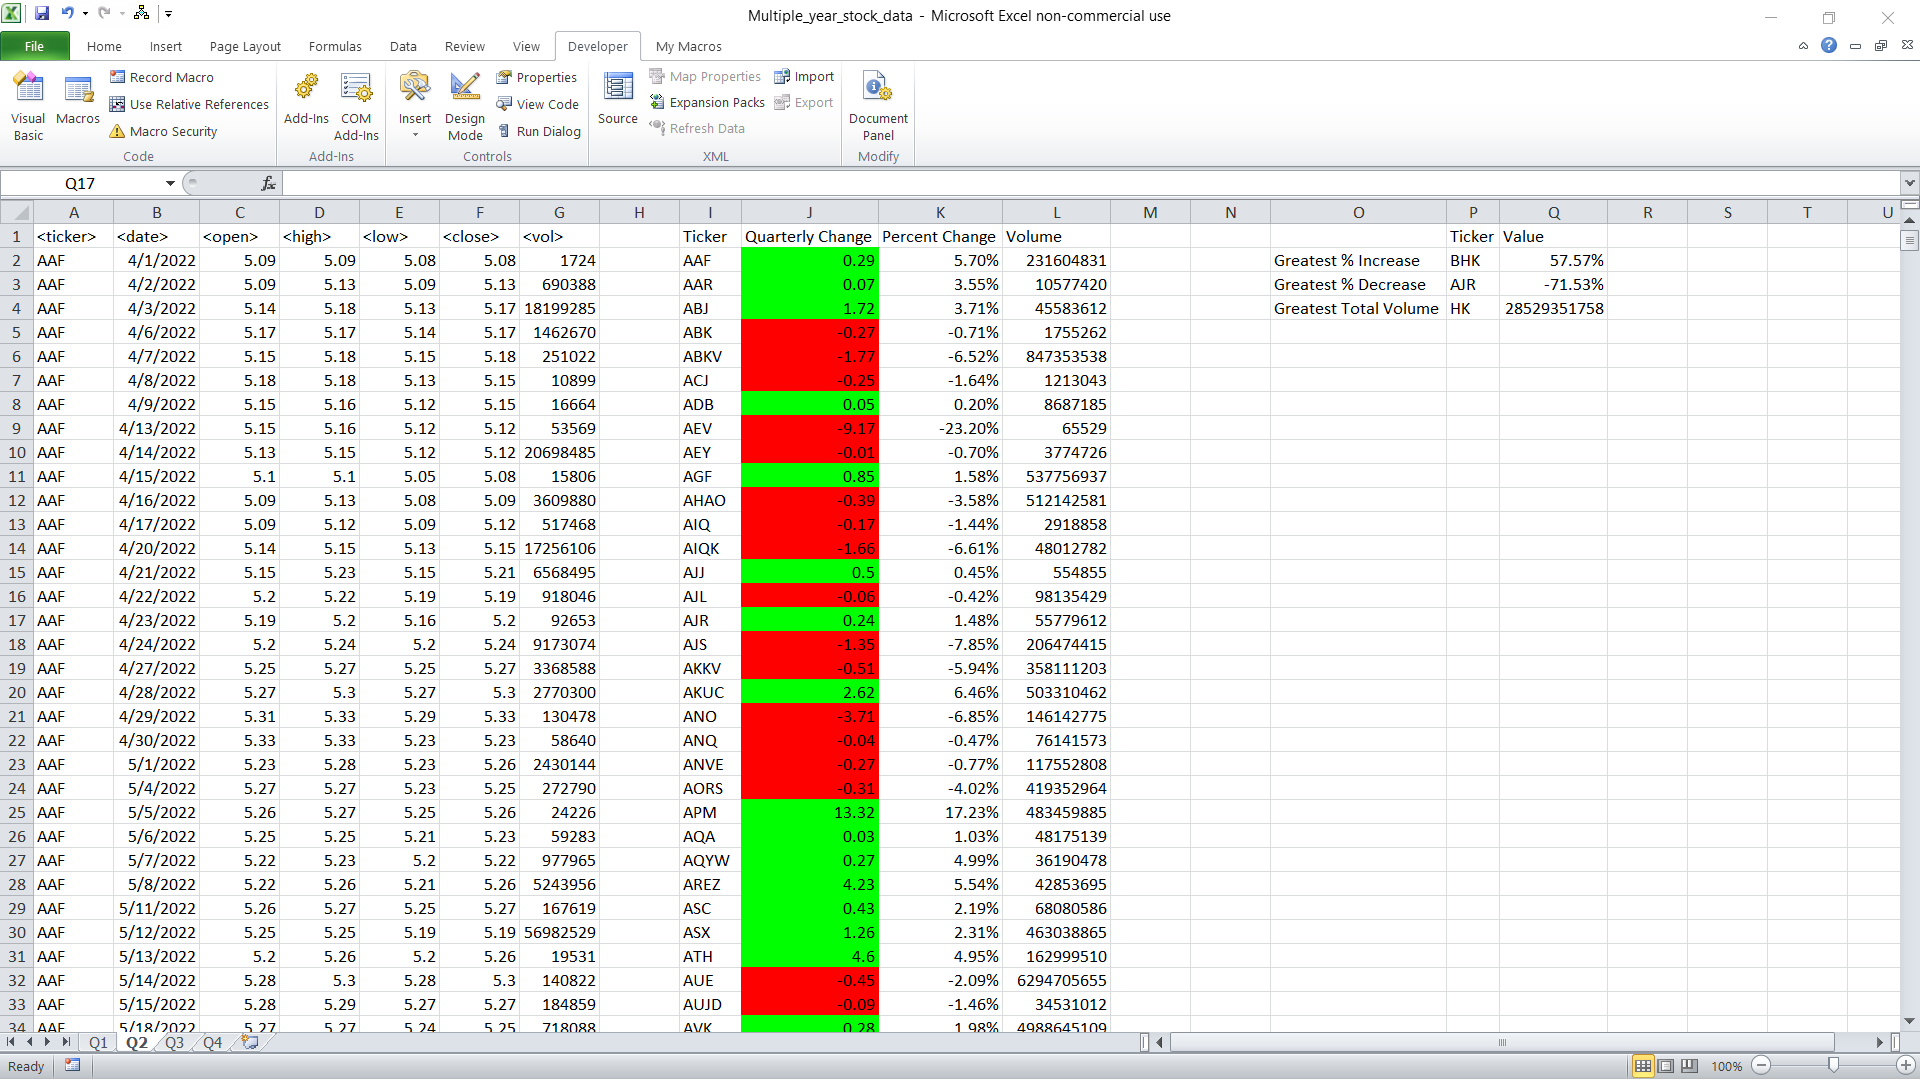 Multiple_year_stock_data - Microsoft Excel non-commercial use
File Home Insert Page Layout Formulas Data Review View Developer My Macros
Visual Basic
Macros
Record Macro
Use Relative References
Macro Security
Code
Add-Ins
COM Add-Ins
Add-Ins
Insert
Design Mode
Properties
View Code
Run Dialog
Controls
Source
Map Properties
Expansion Packs
Refresh Data
Import
Export
XML
Document Panel
Modify
Q17 fx
A B C D E F G H I J K L M N O P Q R S T U
1 <ticker> <date> <open> <high> <low> <close> <vol> Ticker Quarterly Change Percent Change Volume Ticker Value
2 AAF 4/1/2022 5.09 5.09 5.08 5.08 1724 AAF 0.29 5.70% 231604831 Greatest % Increase BHK 57.57%
3 AAF 4/2/2022 5.09 5.13 5.09 5.13 690388 AAR 0.07 3.55% 10577420 Greatest % Decrease AJR -71.53%
4 AAF 4/3/2022 5.14 5.18 5.13 5.17 18199285 ABJ 1.72 3.71% 45583612 Greatest Total Volume HK 28529351758
5 AAF 4/6/2022 5.17 5.17 5.14 5.17 1462670 ABK -0.27 -0.71% 1755262
6 AAF 4/7/2022 5.15 5.18 5.15 5.18 251022 ABKV -1.77 -6.52% 847353538
7 AAF 4/8/2022 5.18 5.18 5.13 5.15 10899 ACJ -0.25 -1.64% 1213043
8 AAF 4/9/2022 5.15 5.16 5.12 5.15 16664 ADB 0.05 0.20% 8687185
9 AAF 4/13/2022 5.15 5.16 5.12 5.12 53569 AEV -9.17 -23.20% 65529
10 AAF 4/14/2022 5.13 5.15 5.12 5.12 20698485 AEY -0.01 -0.70% 3774726
11 AAF 4/15/2022 5.1 5.1 5.05 5.08 15806 AGF 0.85 1.58% 537756937
12 AAF 4/16/2022 5.09 5.13 5.08 5.09 3609880 AHAO -0.39 -3.58% 512142581
13 AAF 4/17/2022 5.09 5.12 5.09 5.12 517468 AIQ -0.17 -1.44% 2918858
14 AAF 4/20/2022 5.14 5.15 5.13 5.15 17256106 AIQK -1.66 -6.61% 48012782
15 AAF 4/21/2022 5.15 5.23 5.15 5.21 6568495 AJJ 0.5 0.45% 554855
16 AAF 4/22/2022 5.2 5.22 5.19 5.19 918046 AJL -0.06 -0.42% 98135429
17 AAF 4/23/2022 5.19 5.2 5.16 5.2 92653 AJR 0.24 1.48% 55779612
18 AAF 4/24/2022 5.2 5.24 5.2 5.24 9173074 AJS -1.35 -7.85% 206474415
19 AAF 4/27/2022 5.25 5.27 5.25 5.27 3368588 AKKV -0.51 -5.94% 358111203
20 AAF 4/28/2022 5.27 5.3 5.27 5.3 2770300 AKUC 2.62 6.46% 503310462
21 AAF 4/29/2022 5.31 5.33 5.29 5.33 130478 ANO -3.71 -6.85% 146142775
22 AAF 4/30/2022 5.33 5.33 5.23 5.23 58640 ANQ -0.04 -0.47% 76141573
23 AAF 5/1/2022 5.23 5.28 5.23 5.26 2430144 ANVE -0.27 -0.77% 117552808
24 AAF 5/4/2022 5.27 5.27 5.23 5.25 272790 AORS -0.31 -4.02% 419352964
25 AAF 5/5/2022 5.26 5.27 5.25 5.26 24226 APM 13.32 17.23% 483459885
26 AAF 5/6/2022 5.25 5.25 5.21 5.23 59283 AQA 0.03 1.03% 48175139
27 AAF 5/7/2022 5.22 5.23 5.2 5.22 977965 AQYW 0.27 4.99% 36190478
28 AAF 5/8/2022 5.22 5.26 5.21 5.26 5243956 AREZ 4.23 5.54% 42853695
29 AAF 5/11/2022 5.26 5.27 5.25 5.27 167619 ASC 0.43 2.19% 68080586
30 AAF 5/12/2022 5.25 5.25 5.19 5.19 56982529 ASX 1.26 2.31% 463038865
31 AAF 5/13/2022 5.2 5.26 5.2 5.26 19531 ATH 4.6 4.95% 162999510
32 AAF 5/14/2022 5.28 5.3 5.28 5.3 140822 AUE -0.45 -2.09% 6294705655
33 AAF 5/15/2022 5.28 5.29 5.27 5.27 184859 AUJD -0.09 -1.46% 34531012
34 AAF 5/18/2022 5.27 5.27 5.24 5.25 718088 AVK 0.28 1.98% 4988645109
Q1 Q2 Q3 Q4
Ready 100%